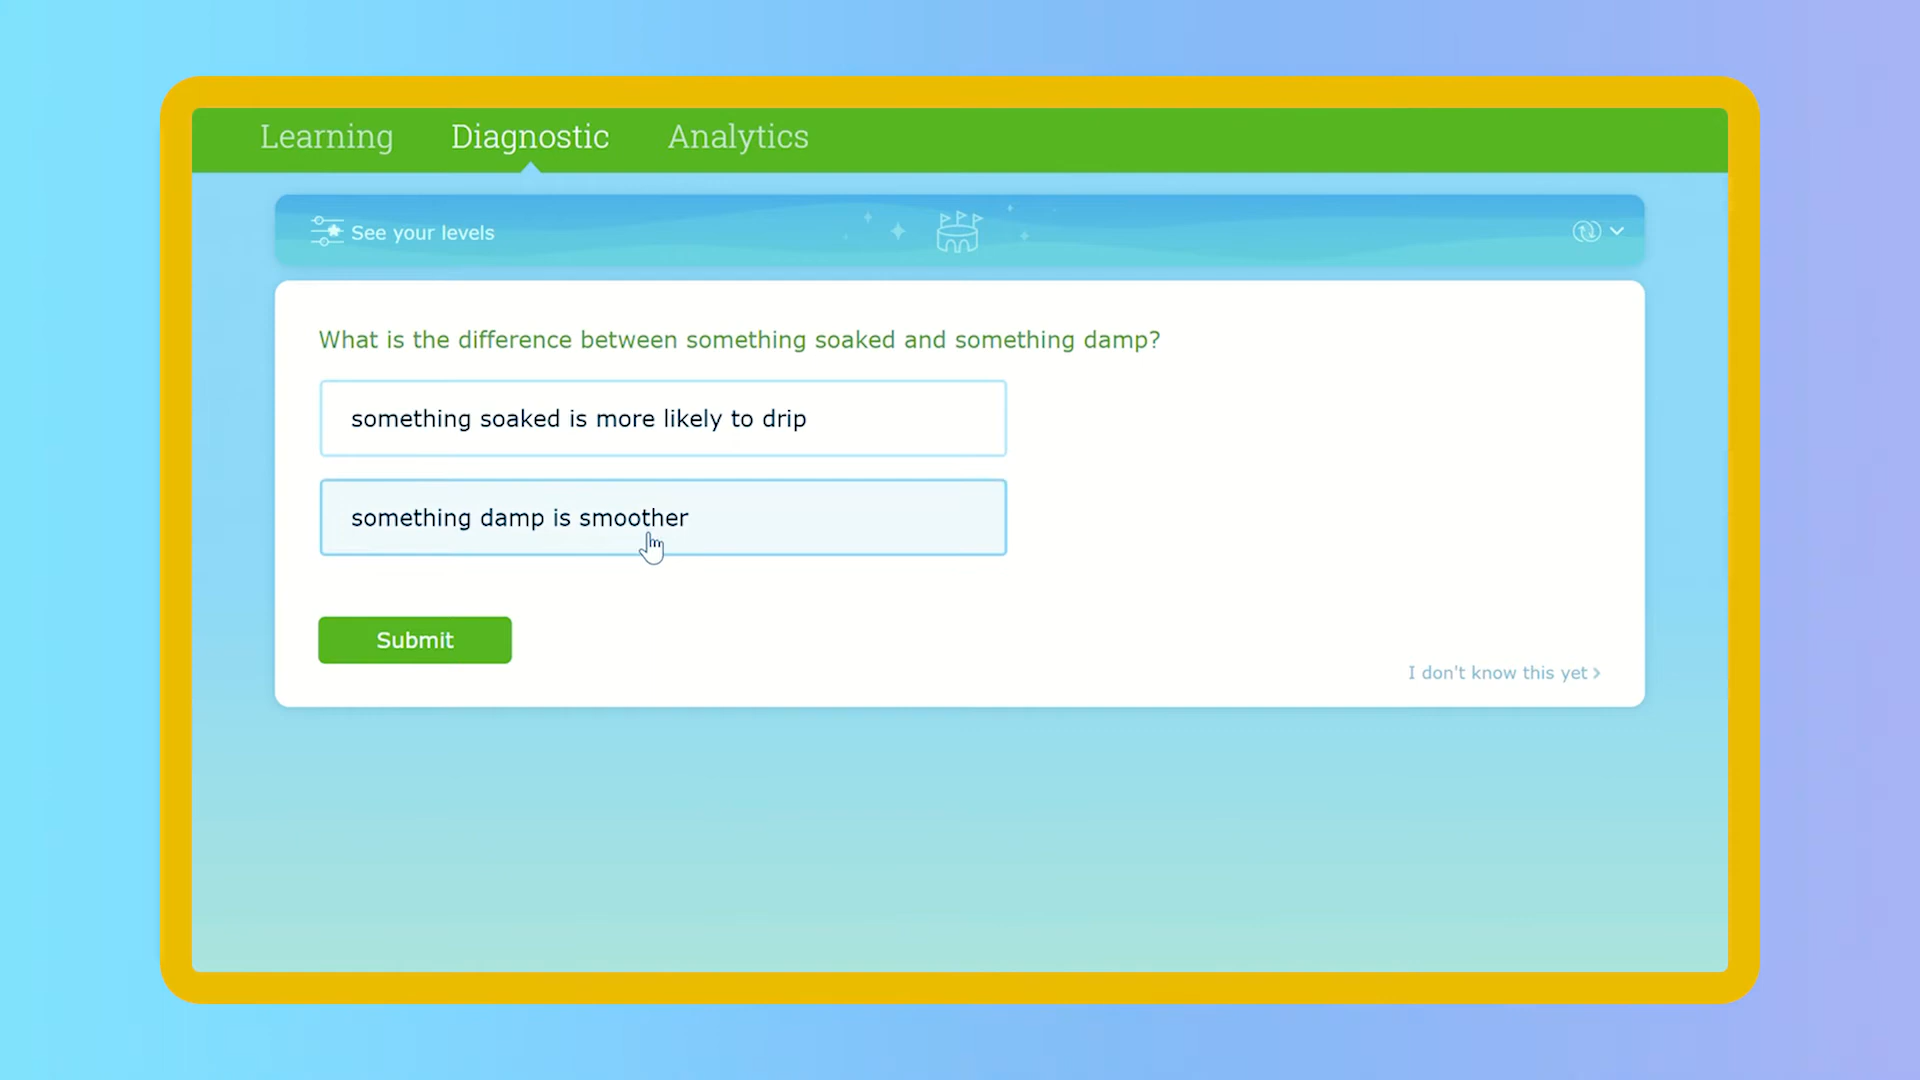 Learning Diagnostic Analytics
See your levels
What is the difference between something soaked and something damp?
something soaked is more likely to drip
something damp is smoother
Submit
I don't know this yet